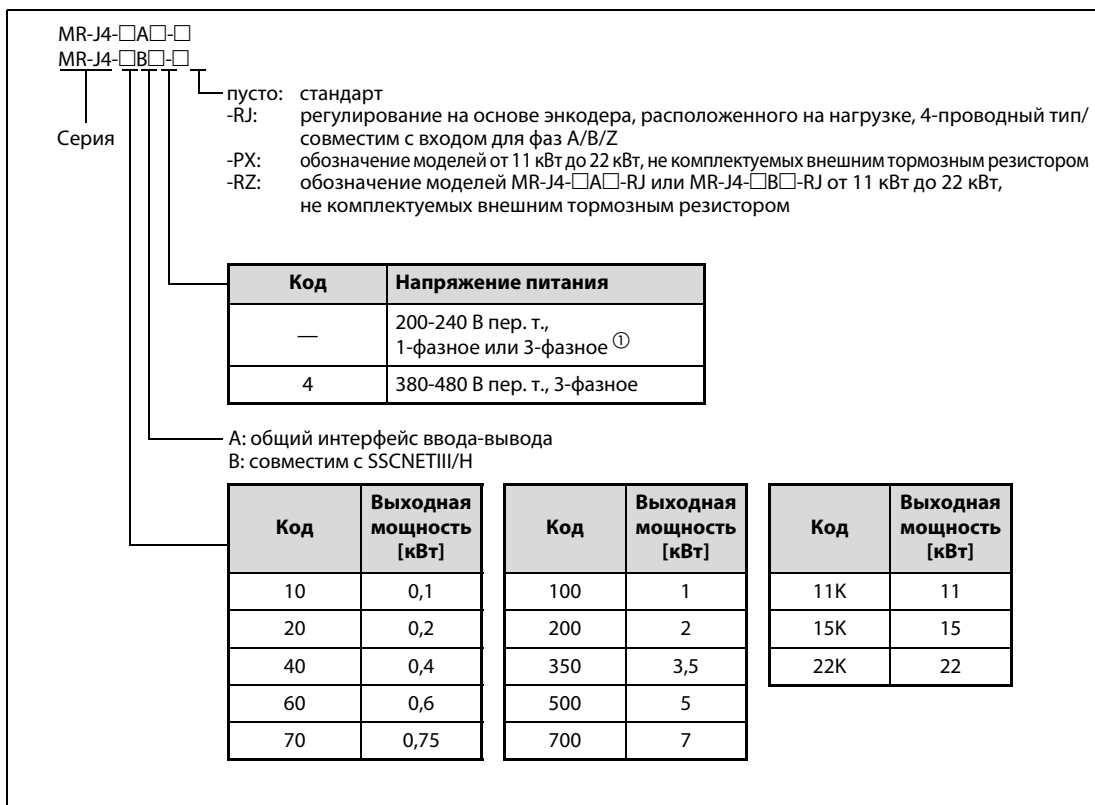 MR-J4-□A□-□
MR-J4-□B□-□
Серия
пусто: стандарт
-RJ: регулирование на основе энкодера, расположенного на нагрузке, 4-проводный тип/
совместим с входом для фаз A/B/Z
-PX: обозначение моделей от 11 кВт до 22 кВт, не комплектуемых внешним тормозным резистором
-RZ: обозначение моделей MR-J4-□A□-RJ или MR-J4-□B□-RJ от 11 кВт до 22 кВт,
не комплектуемых внешним тормозным резистором
Код Напряжение питания
— 200-240 В пер. т.,
1-фазное или 3-фазное ①
4 380-480 В пер. т., 3-фазное
A: общий интерфейс ввода-вывода
B: совместим с SSCNETIII/H
Код Выходная
мощность
[кВт]
10 0,1
20 0,2
40 0,4
60 0,6
70 0,75
Код Выходная
мощность
[кВт]
100 1
200 2
350 3,5
500 5
700 7
Код Выходная
мощность
[кВт]
11K 11
15K 15
22K 22